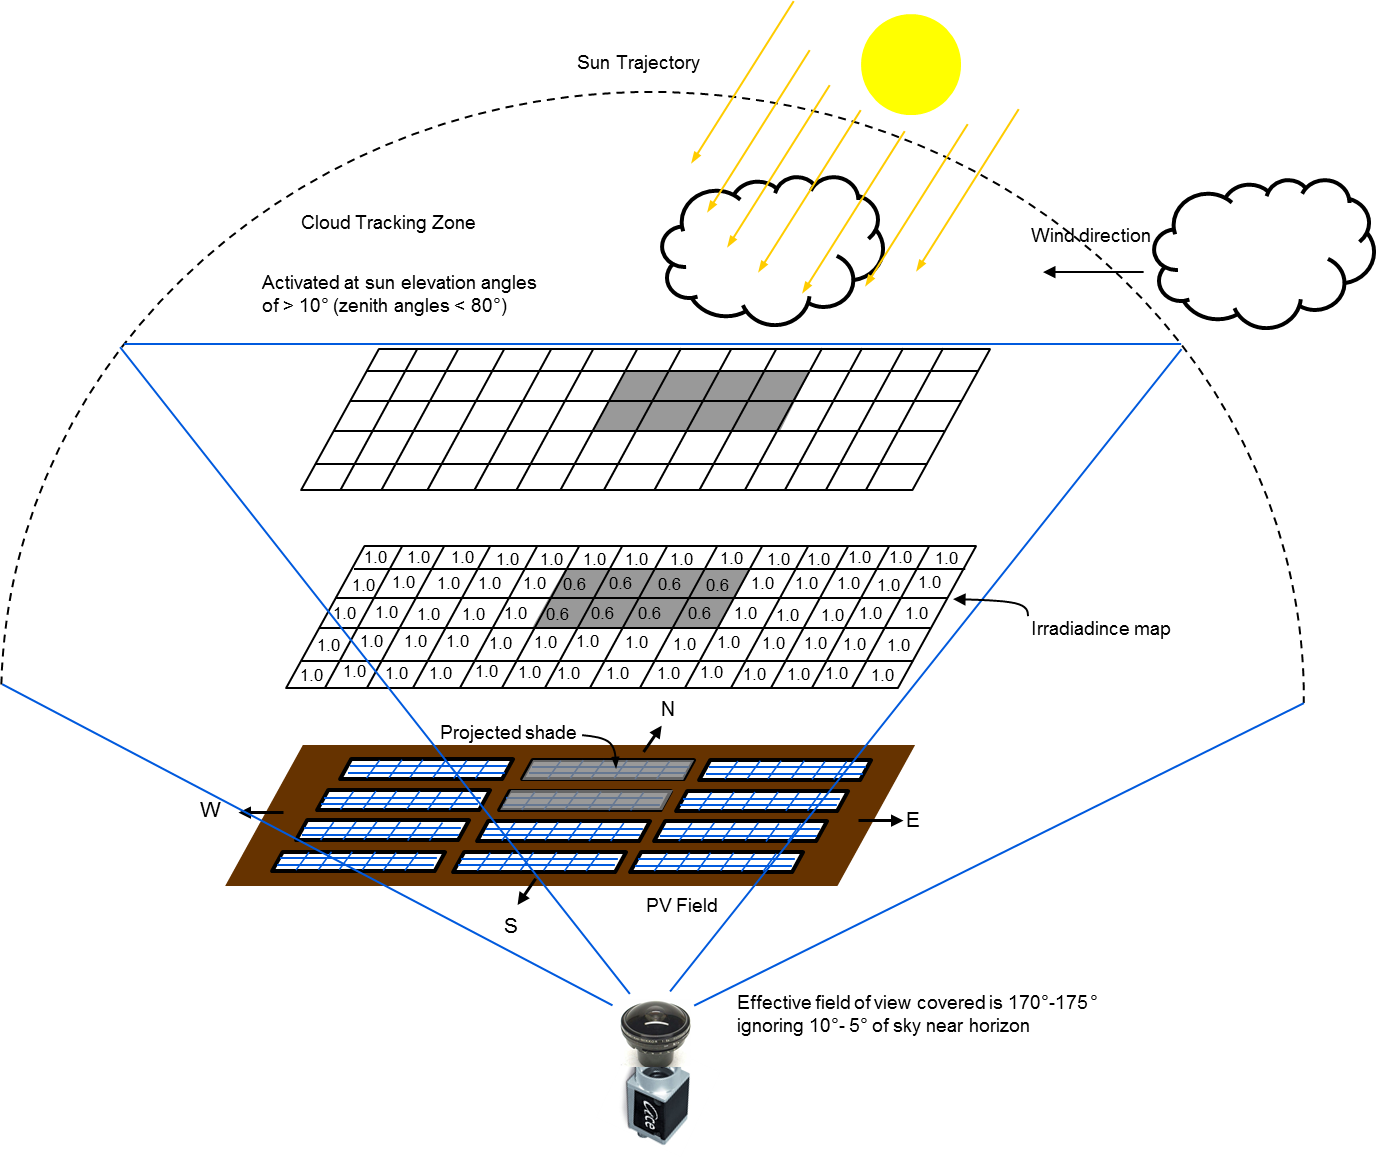 Sun Trajectory
Cloud Tracking Zone
Wind direction
Activated at sun elevation angles
of > 10° (zenith angles < 80°)
1.0 1.0 1.0 1.0 1.0 1.0 1.0 1.0 1.0 1.0 1.0 1.0 1.0 1.0
1.0 1.0 1.0 1.0 1.0 0.6 0.6 0.6 0.6 1.0 1.0 1.0 1.0 1.0
1.0 1.0 1.0 1.0 1.0 0.6 0.6 0.6 0.6 1.0 1.0 1.0 1.0 1.0
Irradiadince map
1.0 1.0 1.0 1.0 1.0 1.0 1.0 1.0 1.0 1.0 1.0 1.0 1.0 1.0
1.0 1.0 1.0 1.0 1.0 1.0 1.0 1.0 1.0 1.0 1.0 1.0 1.0 1.0
N
Projected shade
W
E
PV Field
S
Effective field of view covered is 170°-175°
ignoring 10°- 5° of sky near horizon